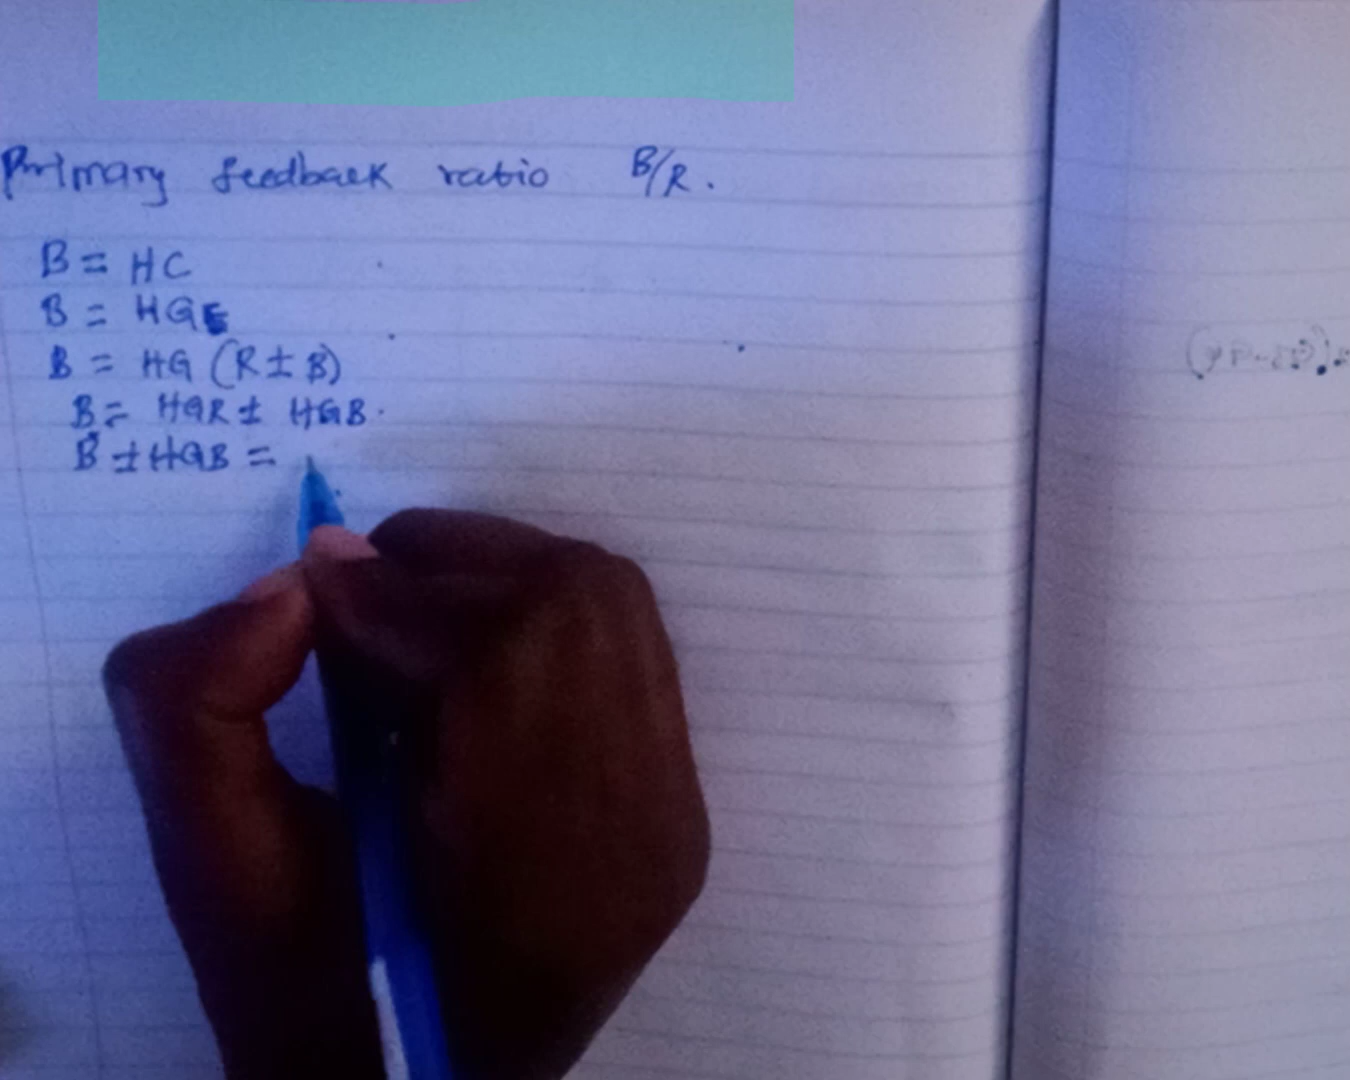 Primary feedback ratio B/R.
B = HC
B = HGE
B = HG (R ± B)
B = HGR ± HGB.
B ± HGB =